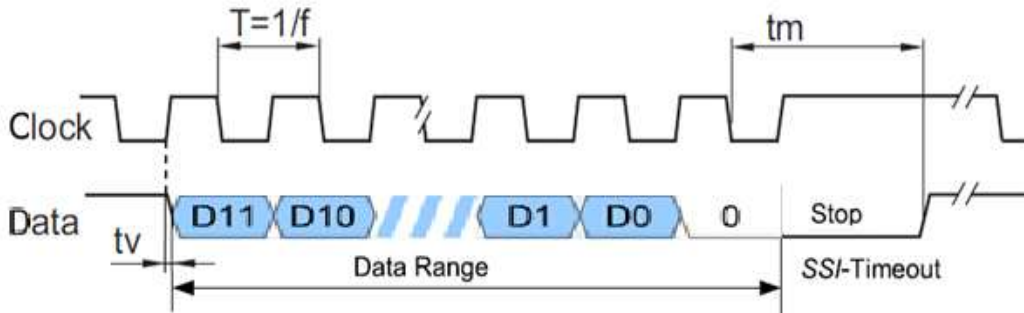 T=1/f
tm
Clock
Data
D11
D10
D1
D0
0
Stop
tv
Data Range
SSI-Timeout